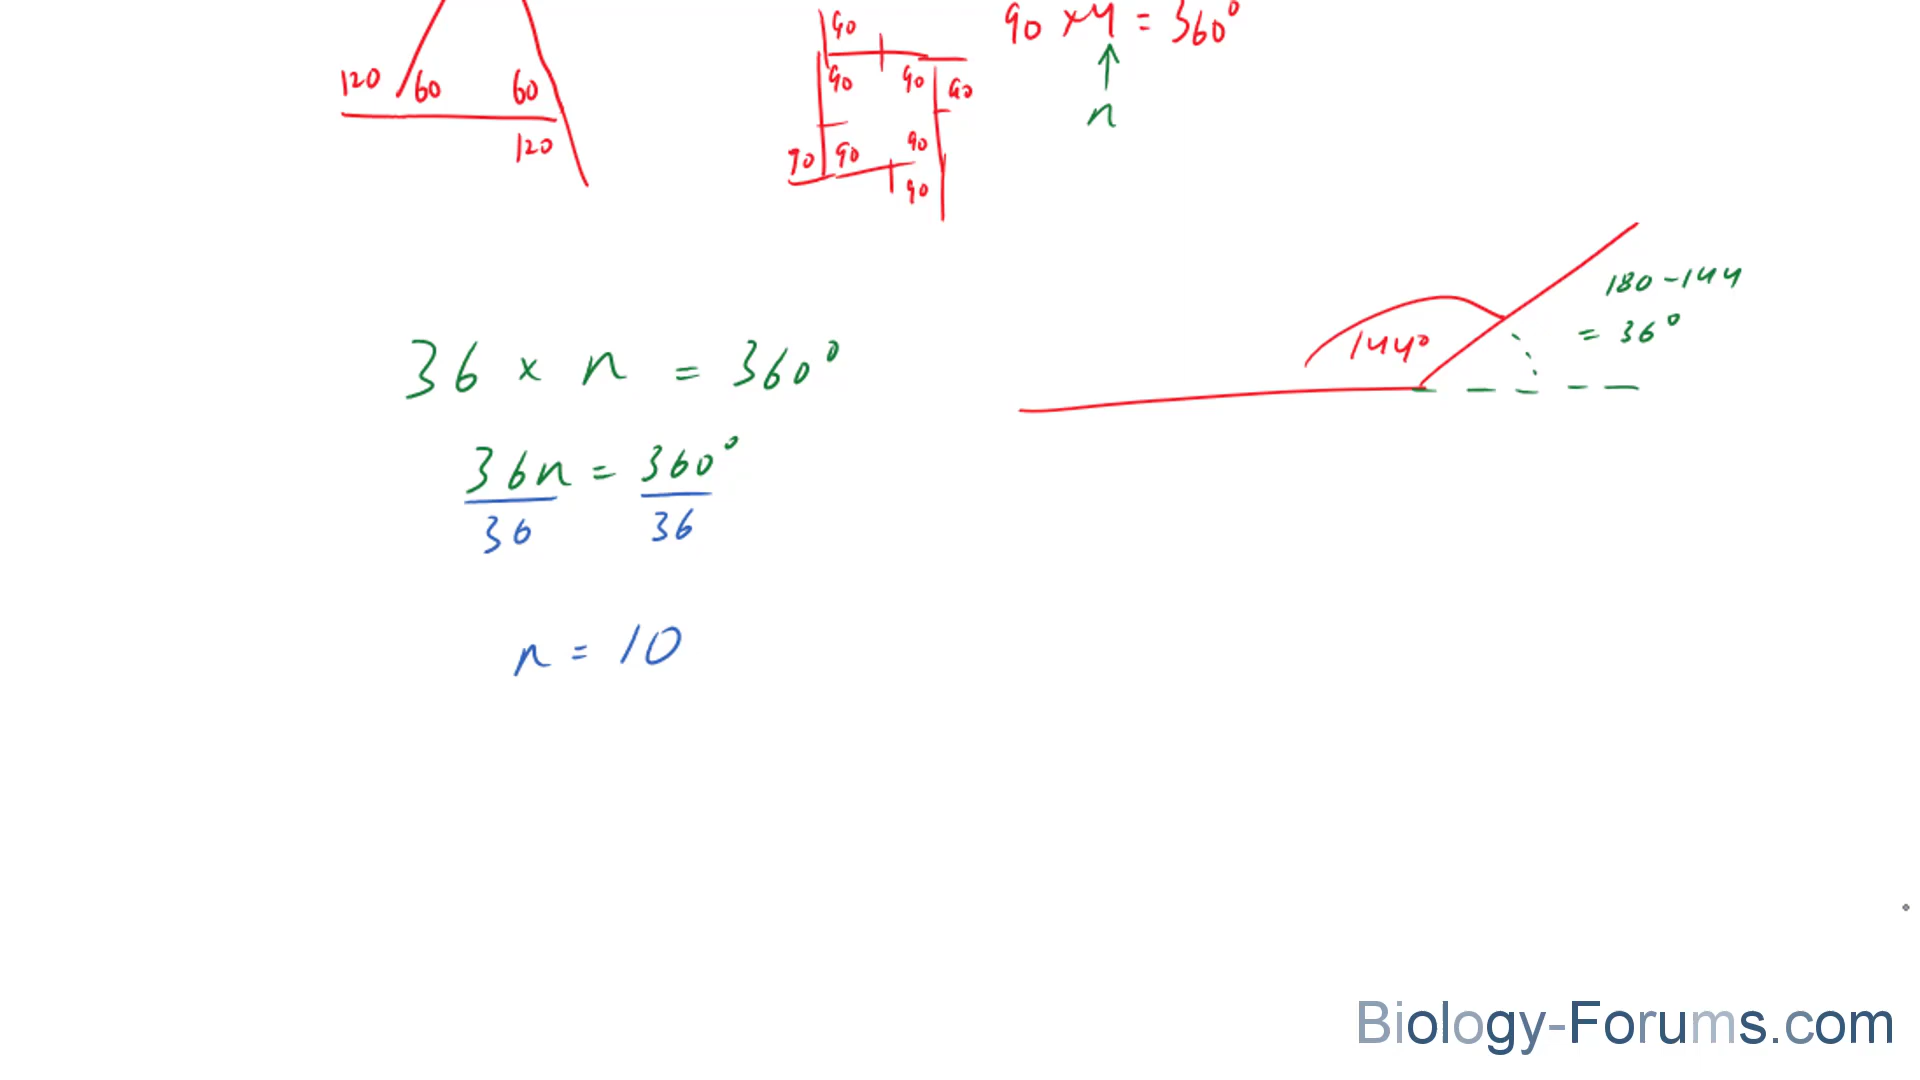 120 60 60
120
90
90 90 90
90 90 90
90
90 × 4 = 360°
n
144°
180 - 144
= 36°
36 × n = 360°
36n = 360°
36 36
n = 10
Biology-Forums.com